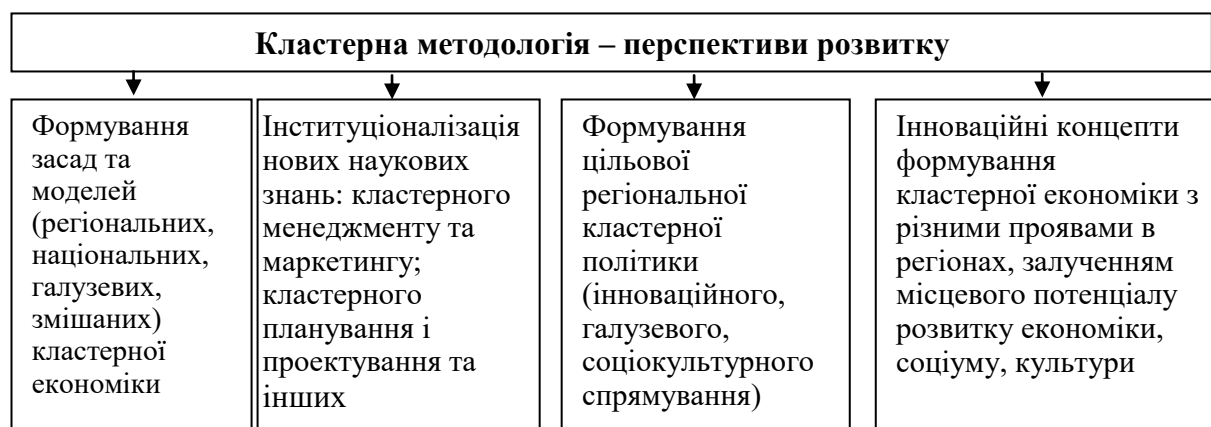 Кластерна методологія – перспективи розвитку
Формування
засад та
моделей
(регіональних,
національних,
галузевих,
змішаних)
кластерної
економіки
Інституціоналізація
нових наукових
знань: кластерного
менеджменту та
маркетингу;
кластерного
планування і
проектування та
інших
Формування
цільової
регіональної
кластерної
політики
(інноваційного,
галузевого,
соціокультурного
спрямування)
Інноваційні концепти
формування
кластерної економіки з
різними проявами в
регіонах, залученням
місцевого потенціалу
розвитку економіки,
соціуму, культури